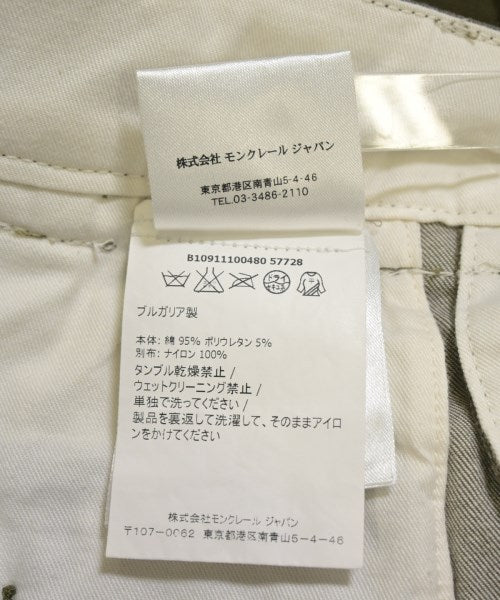 株式会社 モンクレール ジャパン
東京都港区南青山5-4-46
TEL.03-3486-2110
B10911100480 57728
ドライ
セキユ系
ブルガリア製
本体: 綿 95% ポリウレタン 5%
別布: ナイロン 100%
タンブル乾燥禁止 /
ウェットクリーニング禁止 /
単独で洗ってください /
製品を裏返して洗濯して、そのままアイロ
ンをかけてください
株式会社モンクレール ジャパン
〒107-0062 東京都港区南青山5-4-46